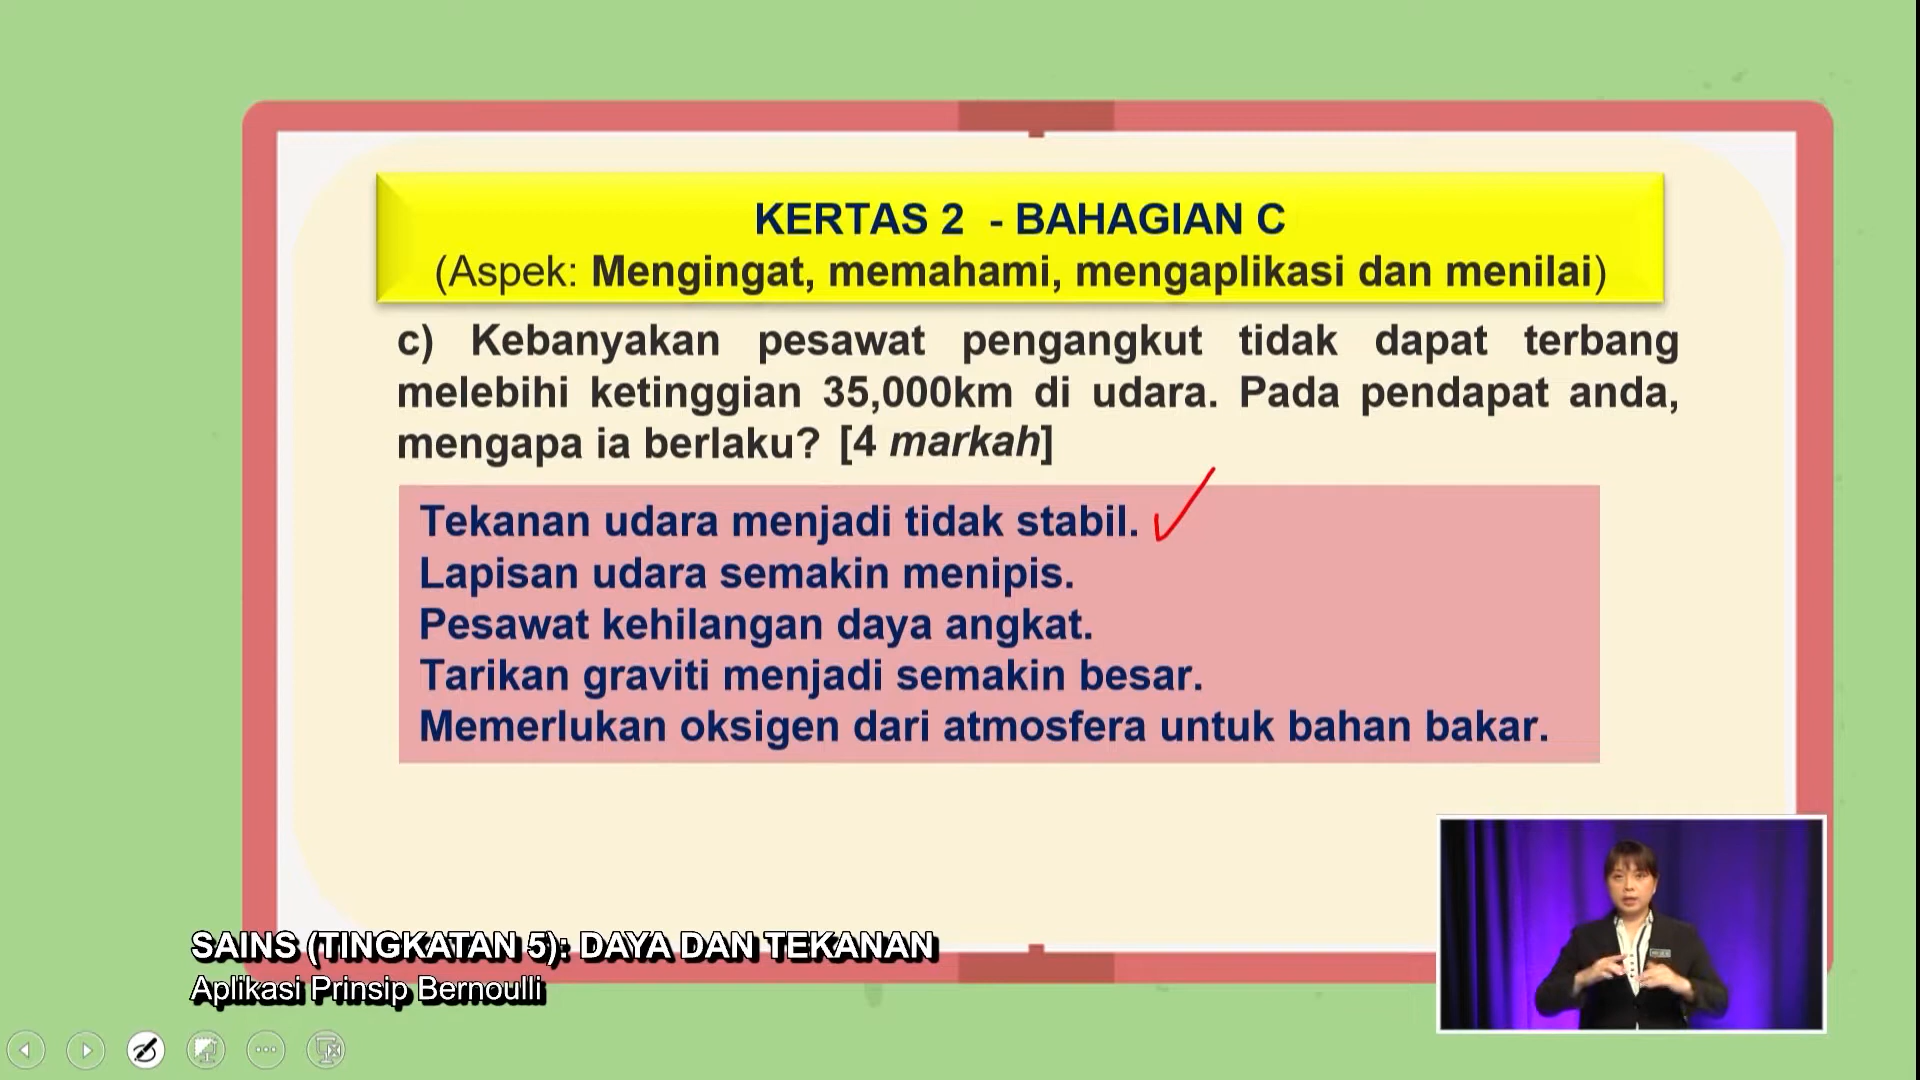 KERTAS 2 - BAHAGIAN C
(Aspek: Mengingat, memahami, mengaplikasi dan menilai)
c) Kebanyakan pesawat pengangkut tidak dapat terbang
melebihi ketinggian 35,000km di udara. Pada pendapat anda,
mengapa ia berlaku? [4 markah]
Tekanan udara menjadi tidak stabil.
Lapisan udara semakin menipis.
Pesawat kehilangan daya angkat.
Tarikan graviti menjadi semakin besar.
Memerlukan oksigen dari atmosfera untuk bahan bakar.
SAINS (TINGKATAN 5): DAYA DAN TEKANAN
Aplikasi Prinsip Bernoulli